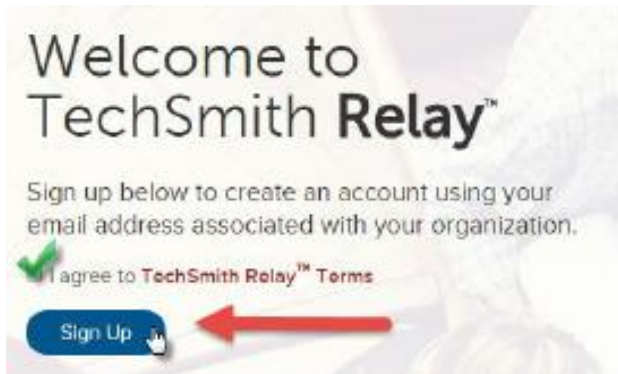 Welcome to
TechSmith Relay™
Sign up below to create an account using your
email address associated with your organization.
I agree to TechSmith Relay™ Terms
Sign Up